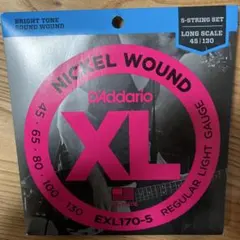 BRIGHT TONE
ROUND WOUND
5-STRING SET
LONG SCALE
45 | 130
NICKEL WOUND
D'Addario
XL
45 · 65 · 80 · 100 · 130
EXL170-5
REGULAR LIGHT GAUGE